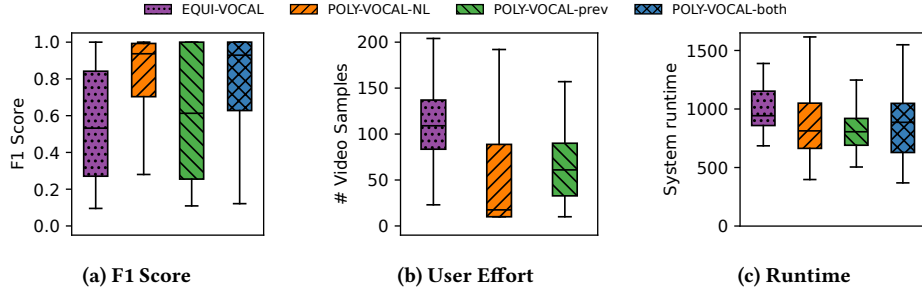 EQUI-VOCAL POLY-VOCAL-NL POLY-VOCAL-prev POLY-VOCAL-both
F1 Score
1.0
0.8
0.6
0.4
0.2
0.0
(a) F1 Score
# Video Samples
200
150
100
50
0
(b) User Effort
System runtime
1500
1000
500
0
(c) Runtime